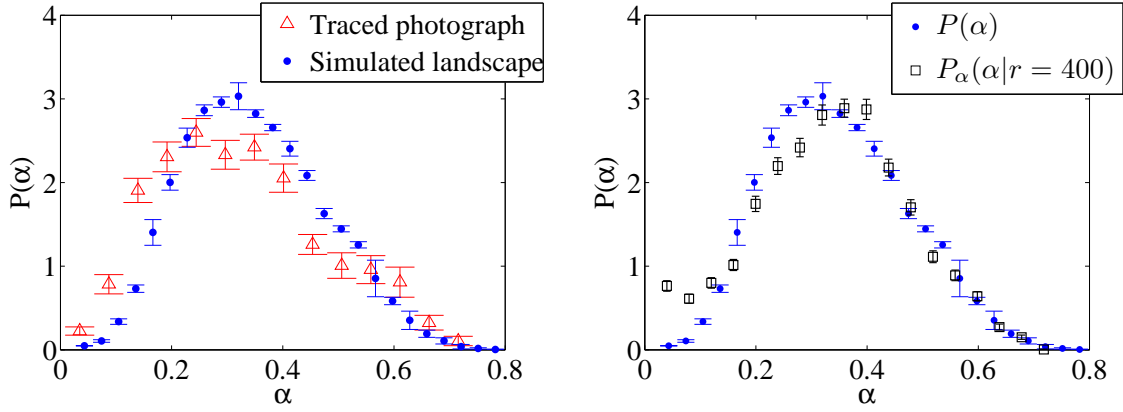 Traced photograph
Simulated landscape
4
3
2
1
0
P(α)
0
0.2
0.4
0.6
0.8
α
P(α)
P_α(α|r = 400)
4
3
2
1
0
P(α)
0
0.2
0.4
0.6
0.8
α